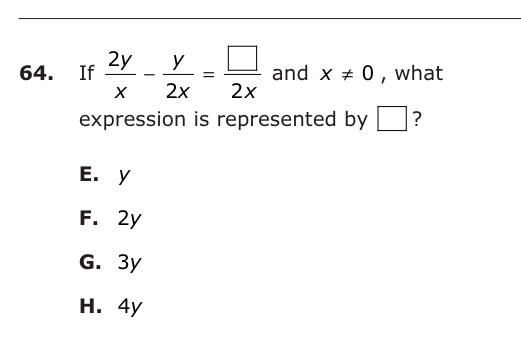 64. If 2y/x − y/2x = □/2x and x ≠ 0 , what
expression is represented by □?
E. y
F. 2y
G. 3y
H. 4y